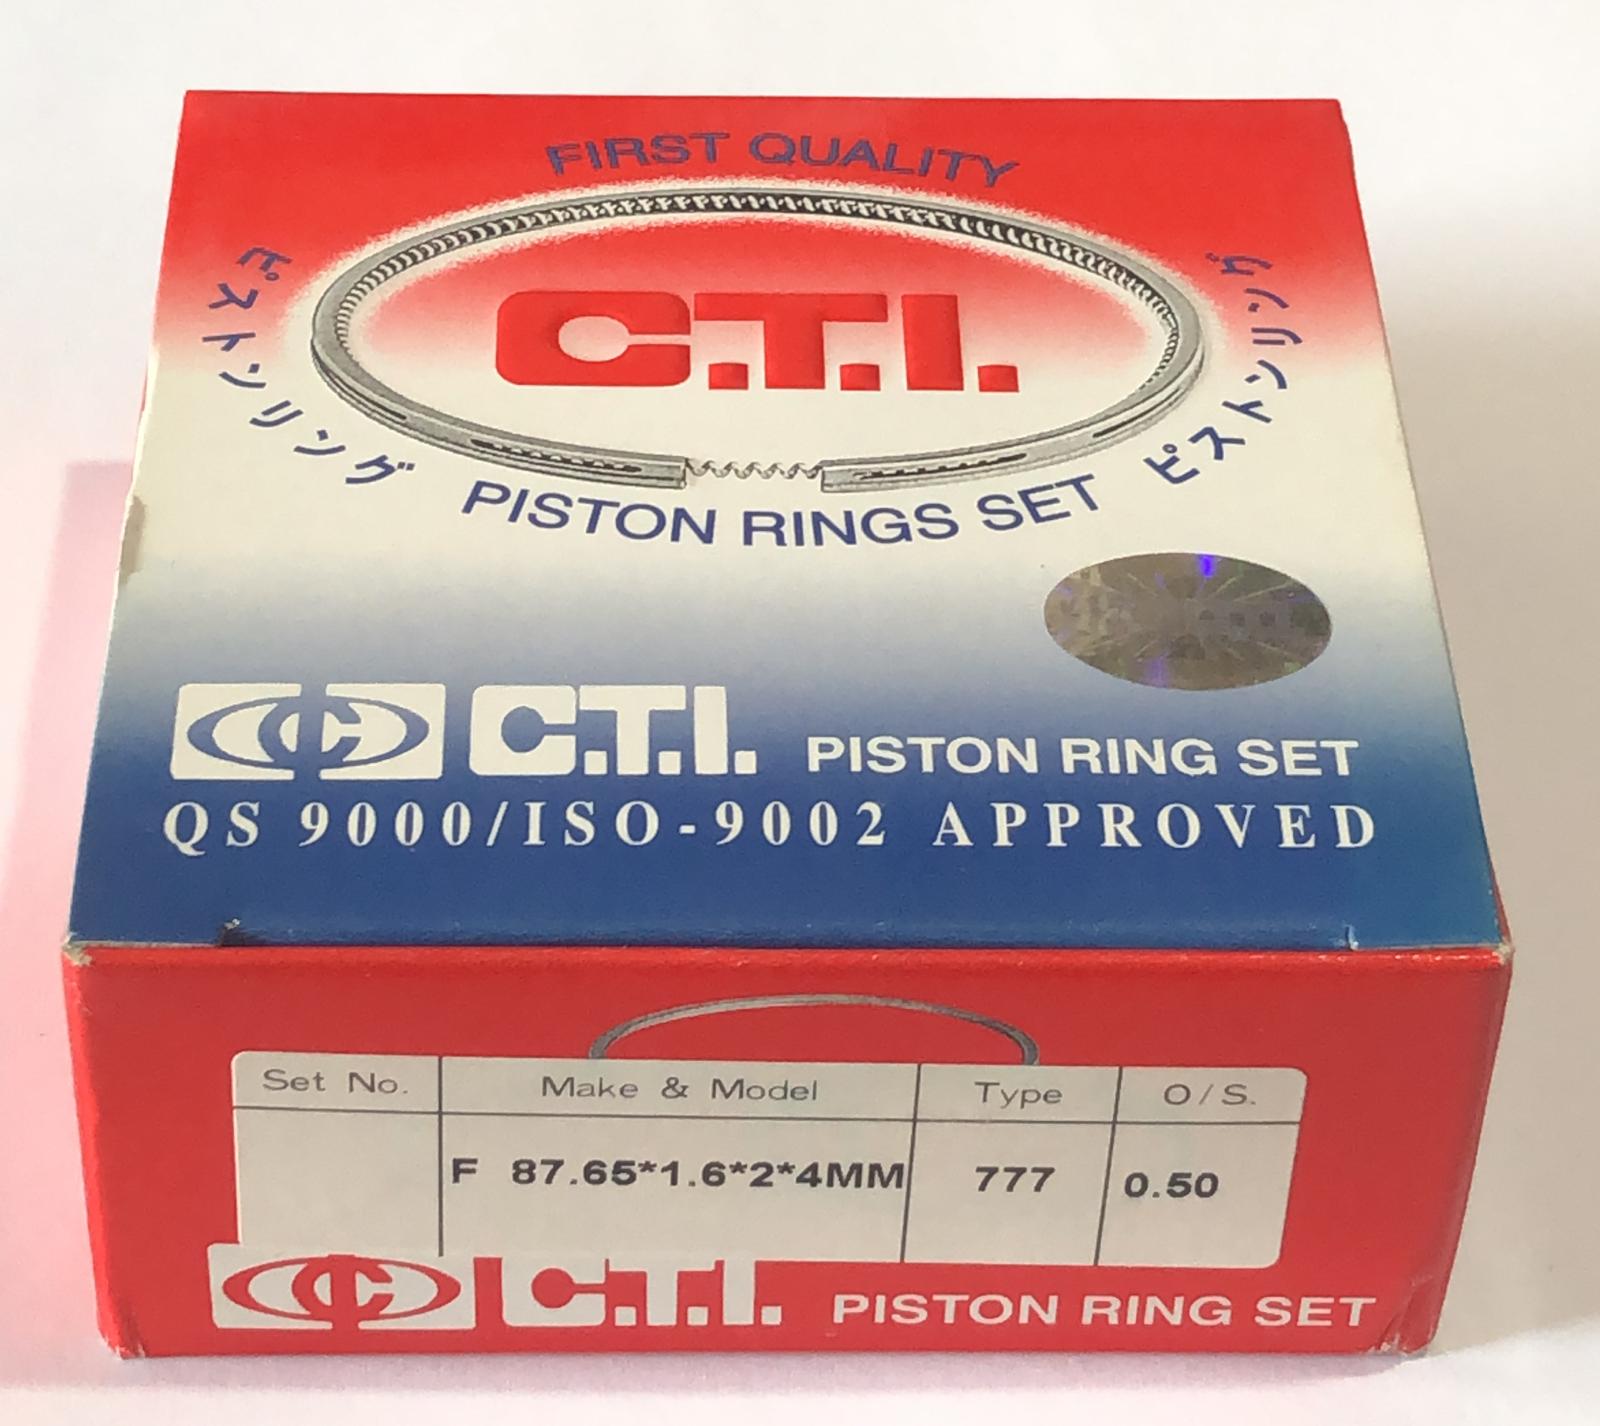 FIRST QUALITY
ピストンリング
C.T.I.
ピストンリング
PISTON RINGS SET
C.T.I. PISTON RING SET
QS 9000/ISO-9002 APPROVED
Set No. Make & Model Type O/S.
F 87.65*1.6*2*4MM 777 0.50
C.T.I. PISTON RING SET